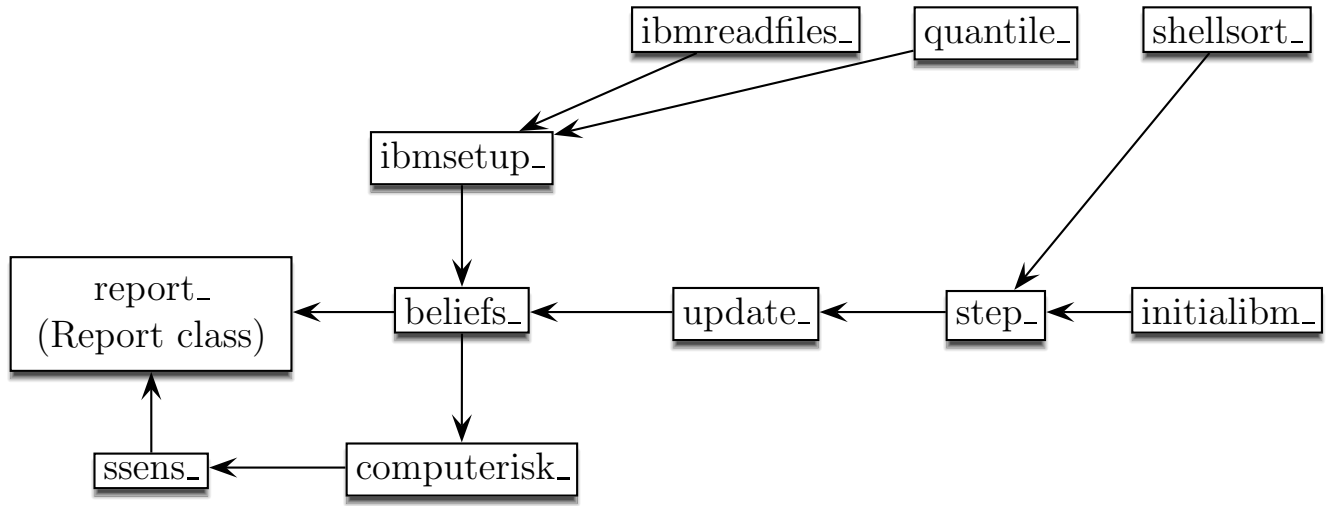 ibmreadfiles_
quantile_
shellsort_
ibmsetup_
report_
(Report class)
beliefs_
update_
step_
initialibm_
ssens_
computerisk_